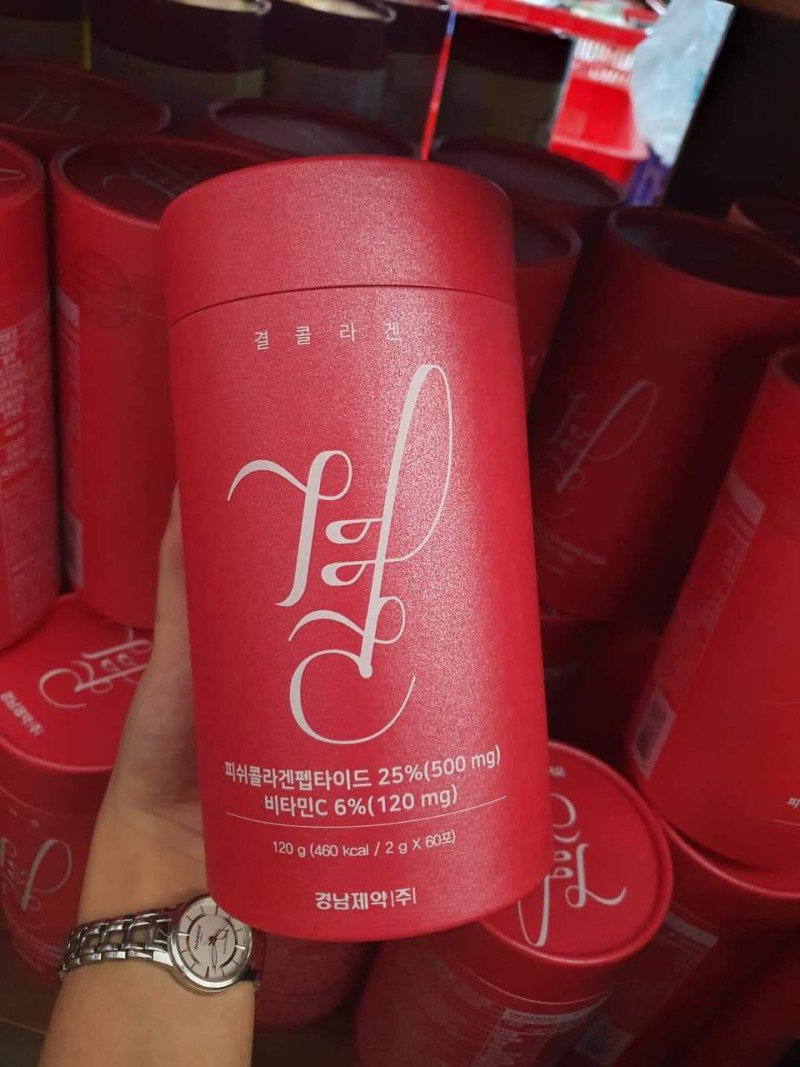 결콜라겐
결
피쉬콜라겐펩타이드 25%(500 mg)
비타민C 6%(120 mg)
120 g (460 kcal / 2 g X 60포)
경남제약(주)